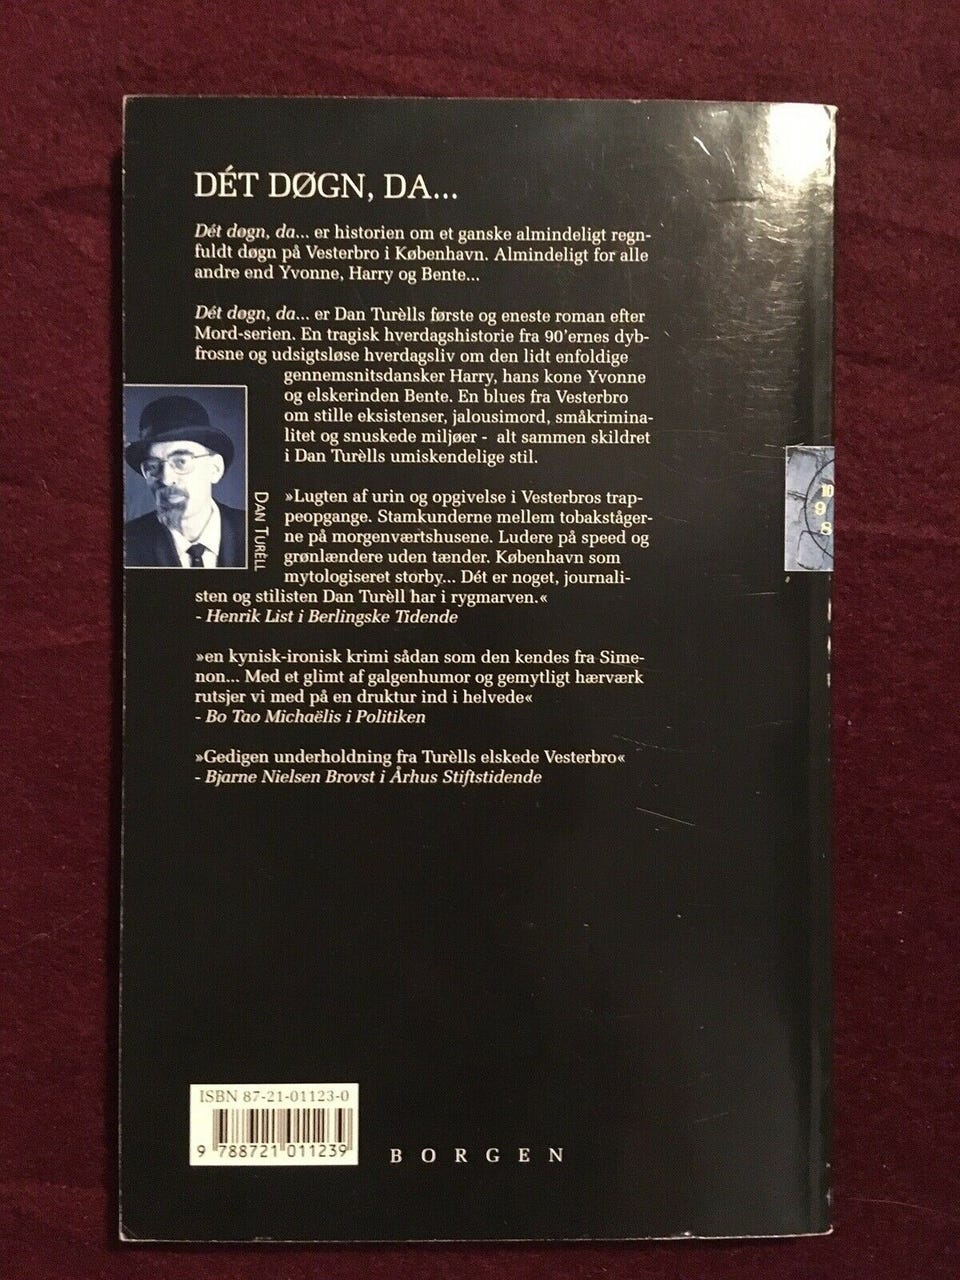 DÉT DØGN, DA...
Dét døgn, da... er historien om et ganske almindeligt regn-
fuldt døgn på Vesterbro i København. Almindeligt for alle
andre end Yvonne, Harry og Bente...
Dét døgn, da... er Dan Turèlls første og eneste roman efter
Mord-serien. En tragisk hverdagshistorie fra 90'ernes dyb-
frosne og udsigtsløse hverdagsliv om den lidt enfoldige
gennemsnitsdansker Harry, hans kone Yvonne
og elskerinden Bente. En blues fra Vesterbro
om stille eksistenser, jalousimord, småkrimina-
litet og snuskede miljøer - alt sammen skildret
i Dan Turèlls umiskendelige stil.
DAN TURÈLL
»Lugten af urin og opgivelse i Vesterbros trap-
peopgange. Stamkunderne mellem tobakståger-
ne på morgenværtshusene. Ludere på speed og
grønlændere uden tænder. København som
mytologiseret storby... Dét er noget, journali-
sten og stilisten Dan Turèll har i rygmarven.«
- Henrik List i Berlingske Tidende
»en kynisk-ironisk krimi sådan som den kendes fra Sime-
non... Med et glimt af galgenhumor og gemytligt hærværk
rutsjer vi med på en druktur ind i helvede«
- Bo Tao Michaëlis i Politiken
»Gedigen underholdning fra Turèlls elskede Vesterbro«
- Bjarne Nielsen Brovst i Århus Stiftstidende
10
9
8
ISBN 87-21-01123-0
9 788721 011239
BORGEN